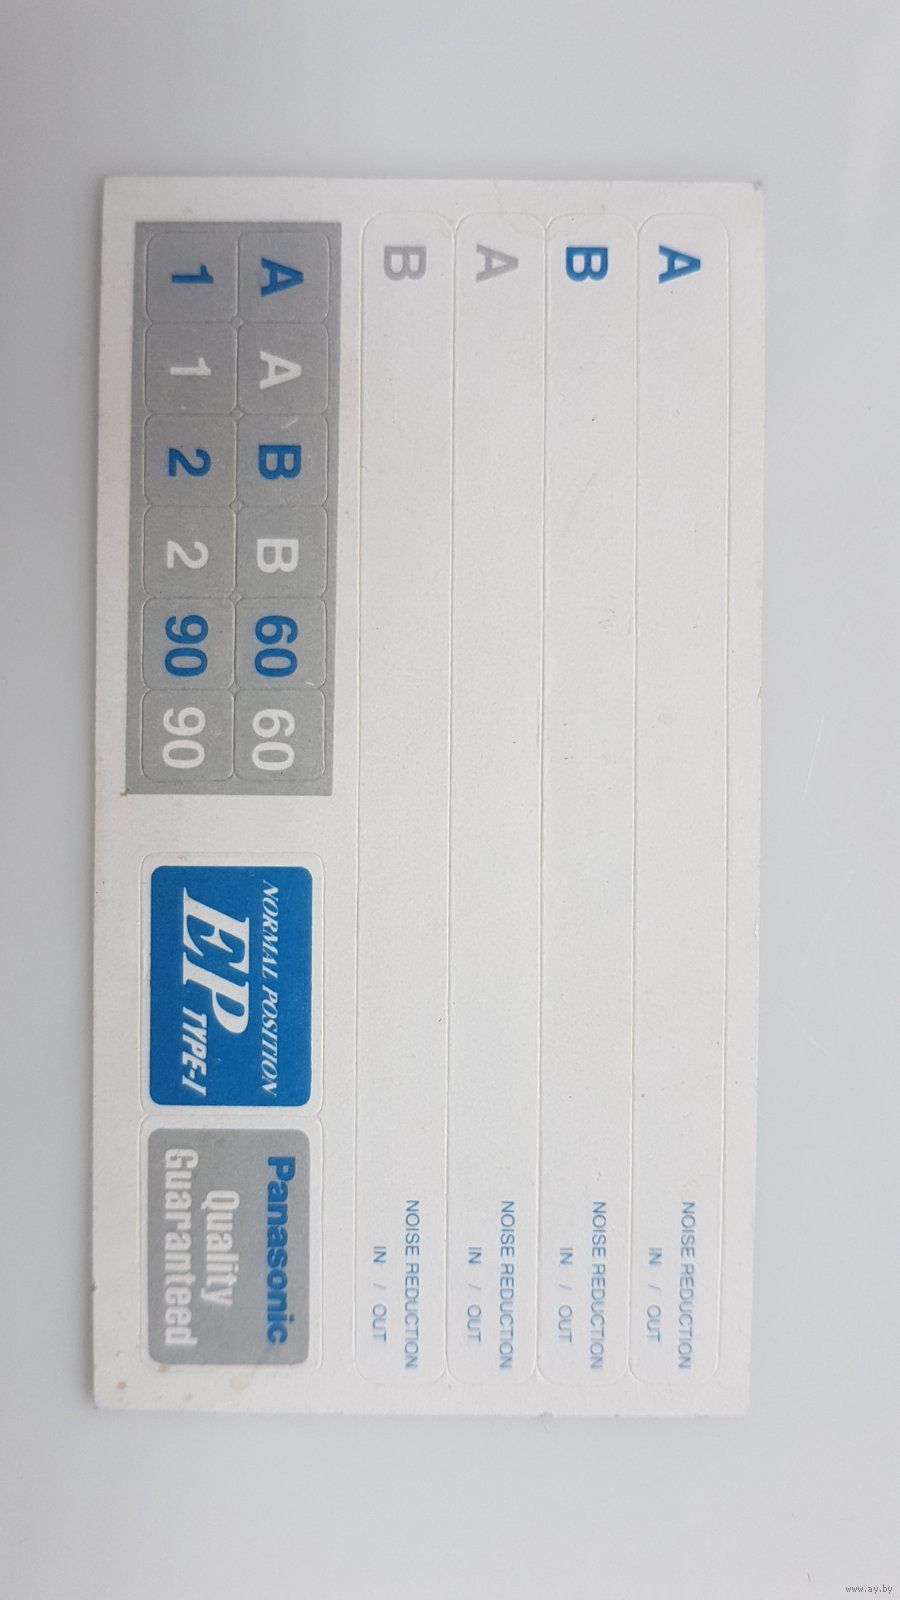 A
NOISE REDUCTION
IN / OUT
B
NOISE REDUCTION
IN / OUT
A
NOISE REDUCTION
IN / OUT
B
NOISE REDUCTION
IN / OUT
A A B B 60 60
1 1 2 2 90 90
NORMAL POSITION
EP TYPE-I
Panasonic
Quality
Guaranteed
www.ay.by